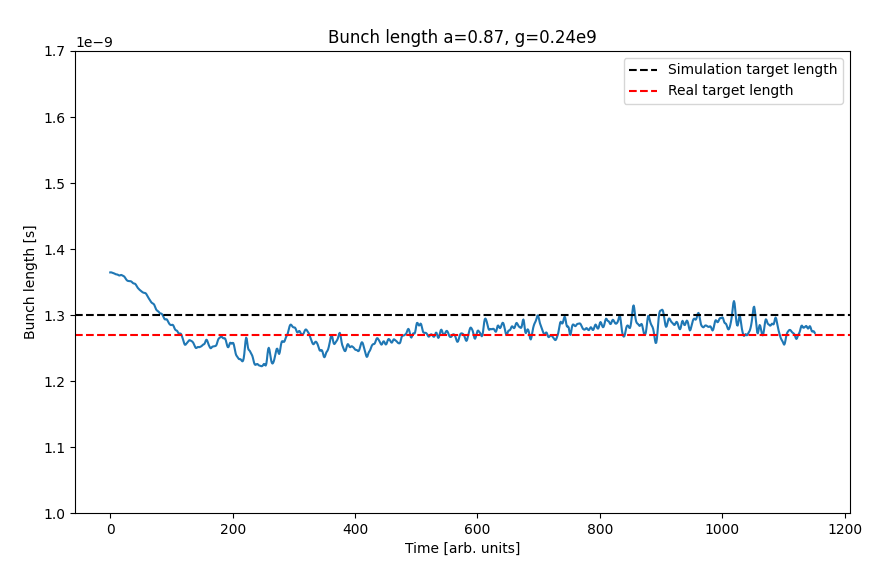 Bunch length a=0.87, g=0.24e9
1e−9
Simulation target length
Real target length
1.7
1.6
1.5
1.4
1.3
1.2
1.1
1.0
Bunch length [s]
0 200 400 600 800 1000 1200
Time [arb. units]